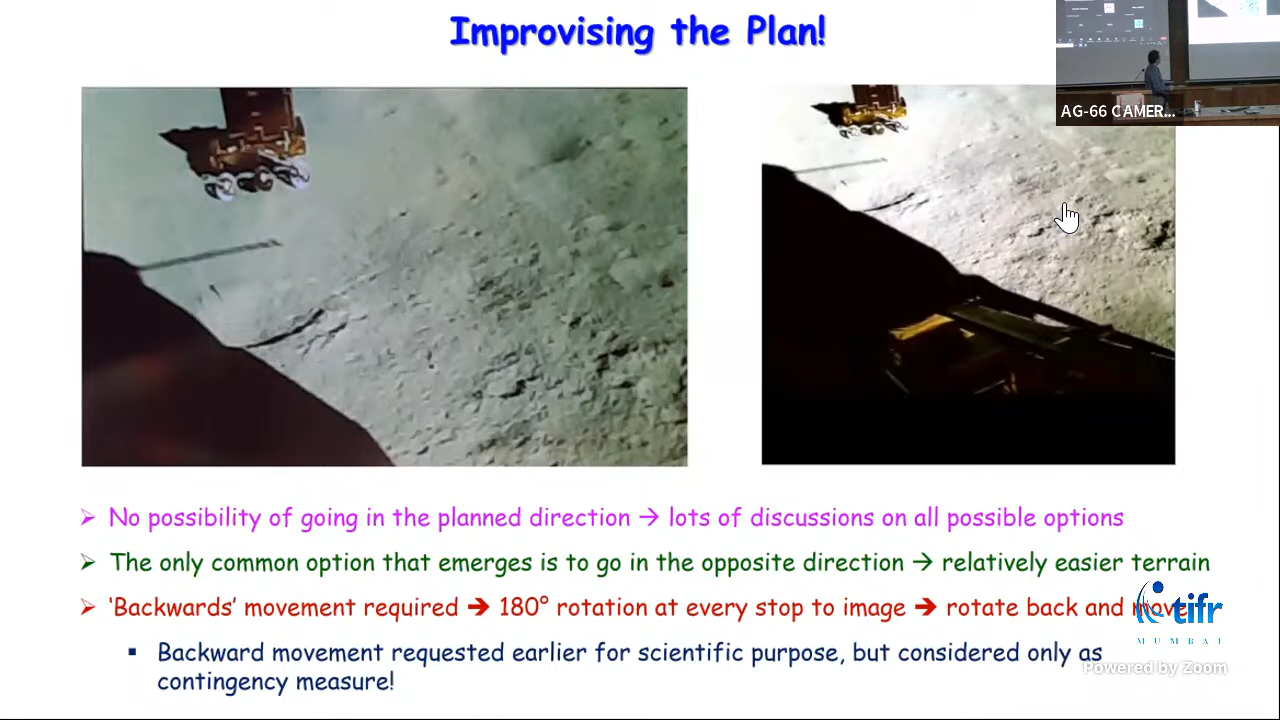 Improvising the Plan!
AG-66 CAMER...
➢ No possibility of going in the planned direction → lots of discussions on all possible options
➢ The only common option that emerges is to go in the opposite direction → relatively easier terrain
➢ ‘Backwards’ movement required ➔ 180° rotation at every stop to image ➔ rotate back and move
tifr
MUMBAI
▪ Backward movement requested earlier for scientific purpose, but considered only as
contingency measure!
Powered by Zoom